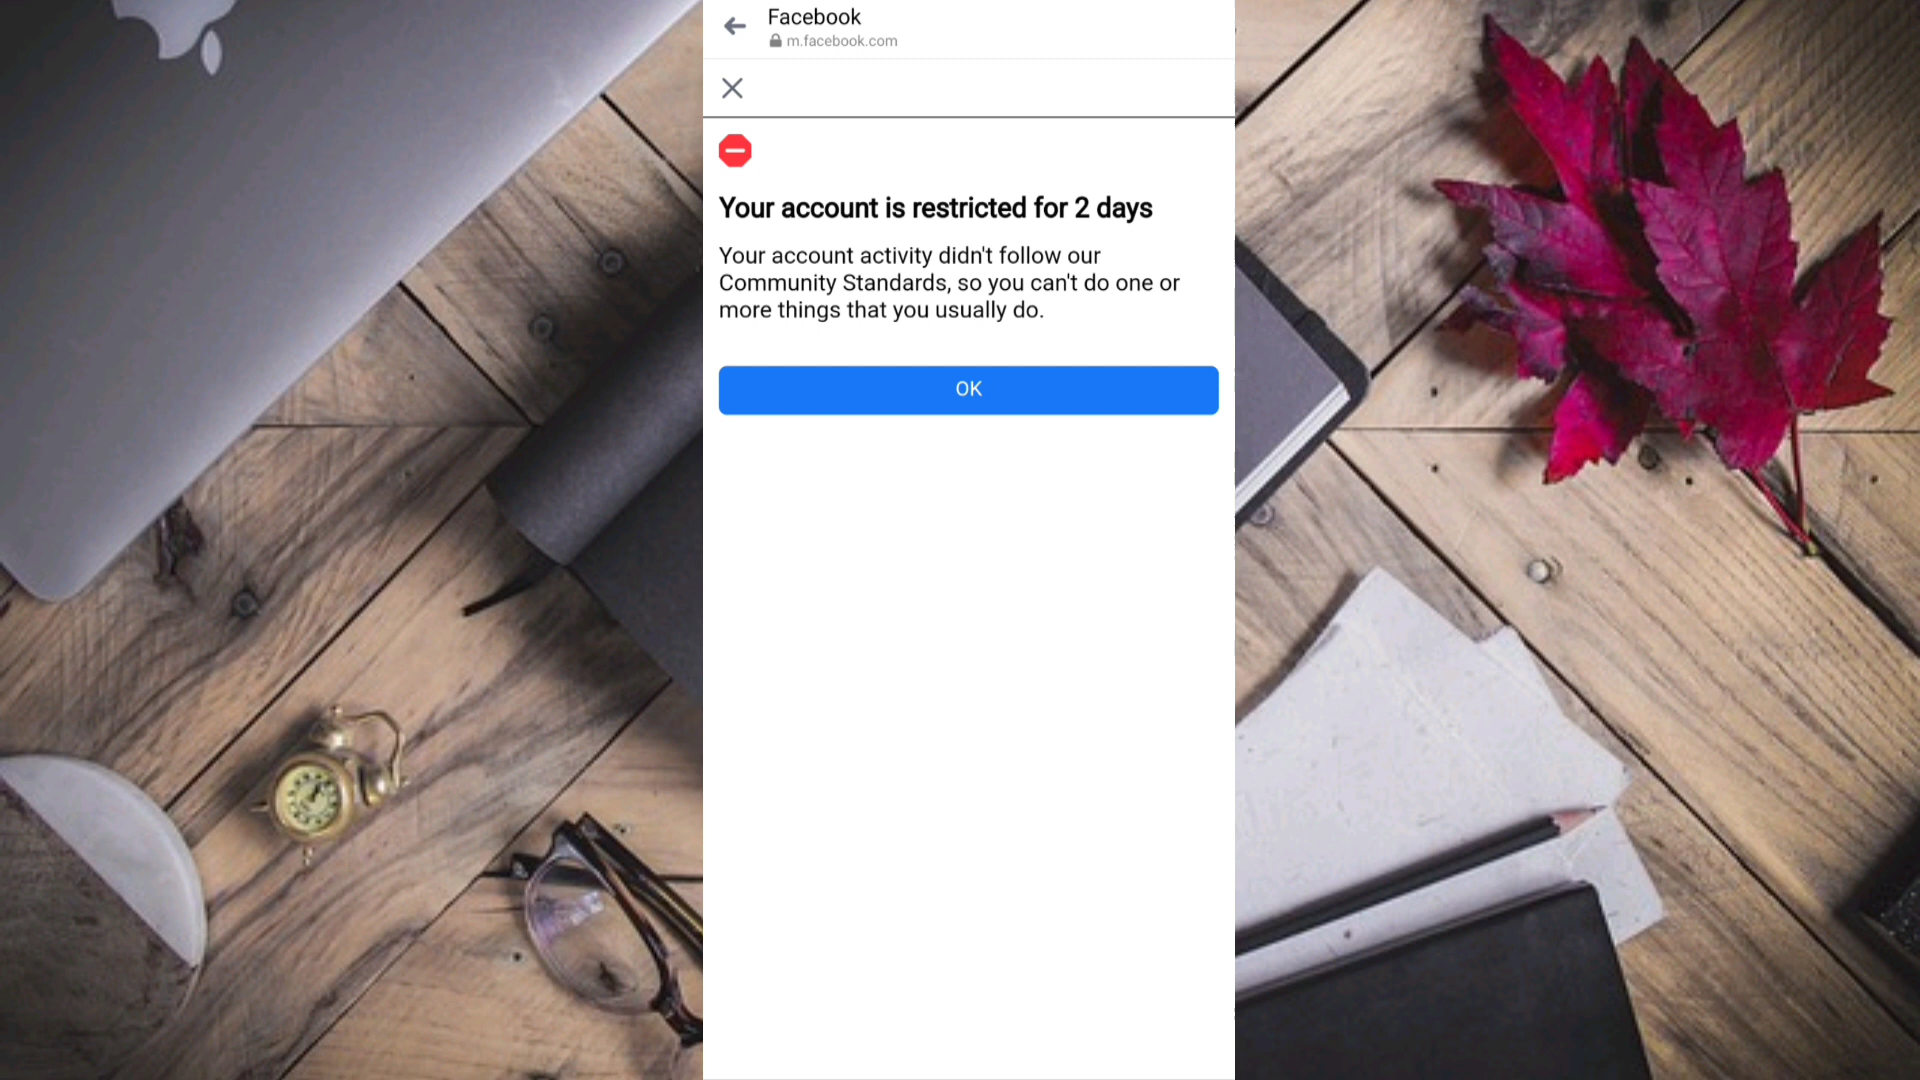 Facebook
m.facebook.com
Your account is restricted for 2 days
Your account activity didn't follow our
Community Standards, so you can't do one or
more things that you usually do.
OK